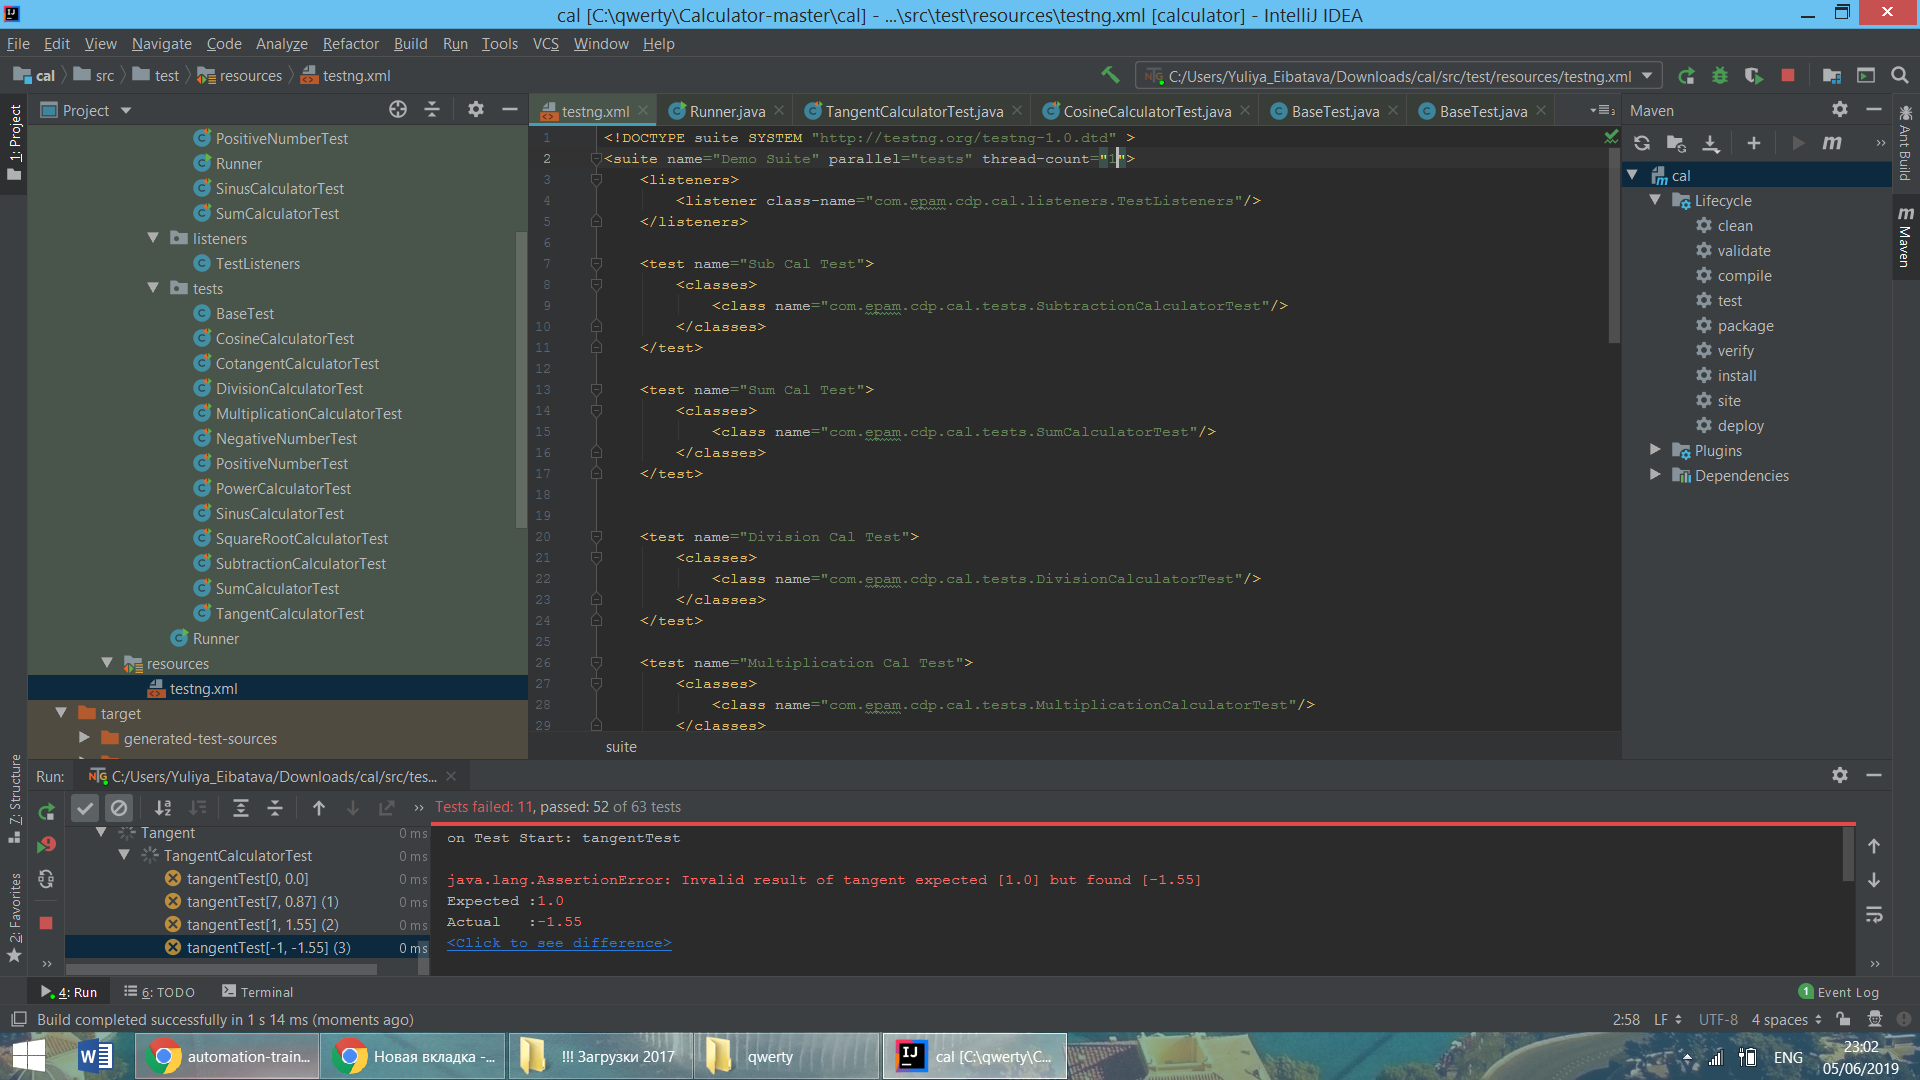 cal [C:\qwerty\Calculator-master\cal] - ...\src\test\resources\testng.xml [calculator] - IntelliJ IDEA
File Edit View Navigate Code Analyze Refactor Build Run Tools VCS Window Help
cal src test resources testng.xml
C:/Users/Yuliya_Eibatava/Downloads/cal/src/test/resources/testng.xml
1: Project
Project
PositiveNumberTest
Runner
SinusCalculatorTest
SumCalculatorTest
listeners
TestListeners
tests
BaseTest
CosineCalculatorTest
CotangentCalculatorTest
DivisionCalculatorTest
MultiplicationCalculatorTest
NegativeNumberTest
PositiveNumberTest
PowerCalculatorTest
SinusCalculatorTest
SquareRootCalculatorTest
SubtractionCalculatorTest
SumCalculatorTest
TangentCalculatorTest
Runner
resources
testng.xml
target
generated-test-sources
testng.xml Runner.java TangentCalculatorTest.java CosineCalculatorTest.java BaseTest.java BaseTest.java
1 <!DOCTYPE suite SYSTEM "http://testng.org/testng-1.0.dtd" >
2 <suite name="Demo Suite" parallel="tests" thread-count="1">
3 <listeners>
4 <listener class-name="com.epam.cdp.cal.listeners.TestListeners"/>
5 </listeners>
6
7 <test name="Sub Cal Test">
8 <classes>
9 <class name="com.epam.cdp.cal.tests.SubtractionCalculatorTest"/>
10 </classes>
11 </test>
12
13 <test name="Sum Cal Test">
14 <classes>
15 <class name="com.epam.cdp.cal.tests.SumCalculatorTest"/>
16 </classes>
17 </test>
18
19
20 <test name="Division Cal Test">
21 <classes>
22 <class name="com.epam.cdp.cal.tests.DivisionCalculatorTest"/>
23 </classes>
24 </test>
25
26 <test name="Multiplication Cal Test">
27 <classes>
28 <class name="com.epam.cdp.cal.tests.MultiplicationCalculatorTest"/>
29 </classes>
suite
Maven
cal
Lifecycle
clean
validate
compile
test
package
verify
install
site
deploy
Plugins
Dependencies
Ant Build
Maven
7: Structure
2: Favorites
Run: C:/Users/Yuliya_Eibatava/Downloads/cal/src/tes...
Tests failed: 11, passed: 52 of 63 tests
Tangent 0 ms
TangentCalculatorTest 0 ms
tangentTest[0, 0.0] 0 ms
tangentTest[7, 0.87] (1) 0 ms
tangentTest[1, 1.55] (2) 0 ms
tangentTest[-1, -1.55] (3) 0 ms
on Test Start: tangentTest
java.lang.AssertionError: Invalid result of tangent expected [1.0] but found [-1.55]
Expected :1.0
Actual :-1.55
<Click to see difference>
4: Run 6: TODO Terminal
1 Event Log
Build completed successfully in 1 s 14 ms (moments ago)
2:58 LF UTF-8 4 spaces
automation-train... Новая вкладка -... !!! Загрузки 2017 qwerty cal [C:\qwerty\C...
ENG
23:02
05/06/2019